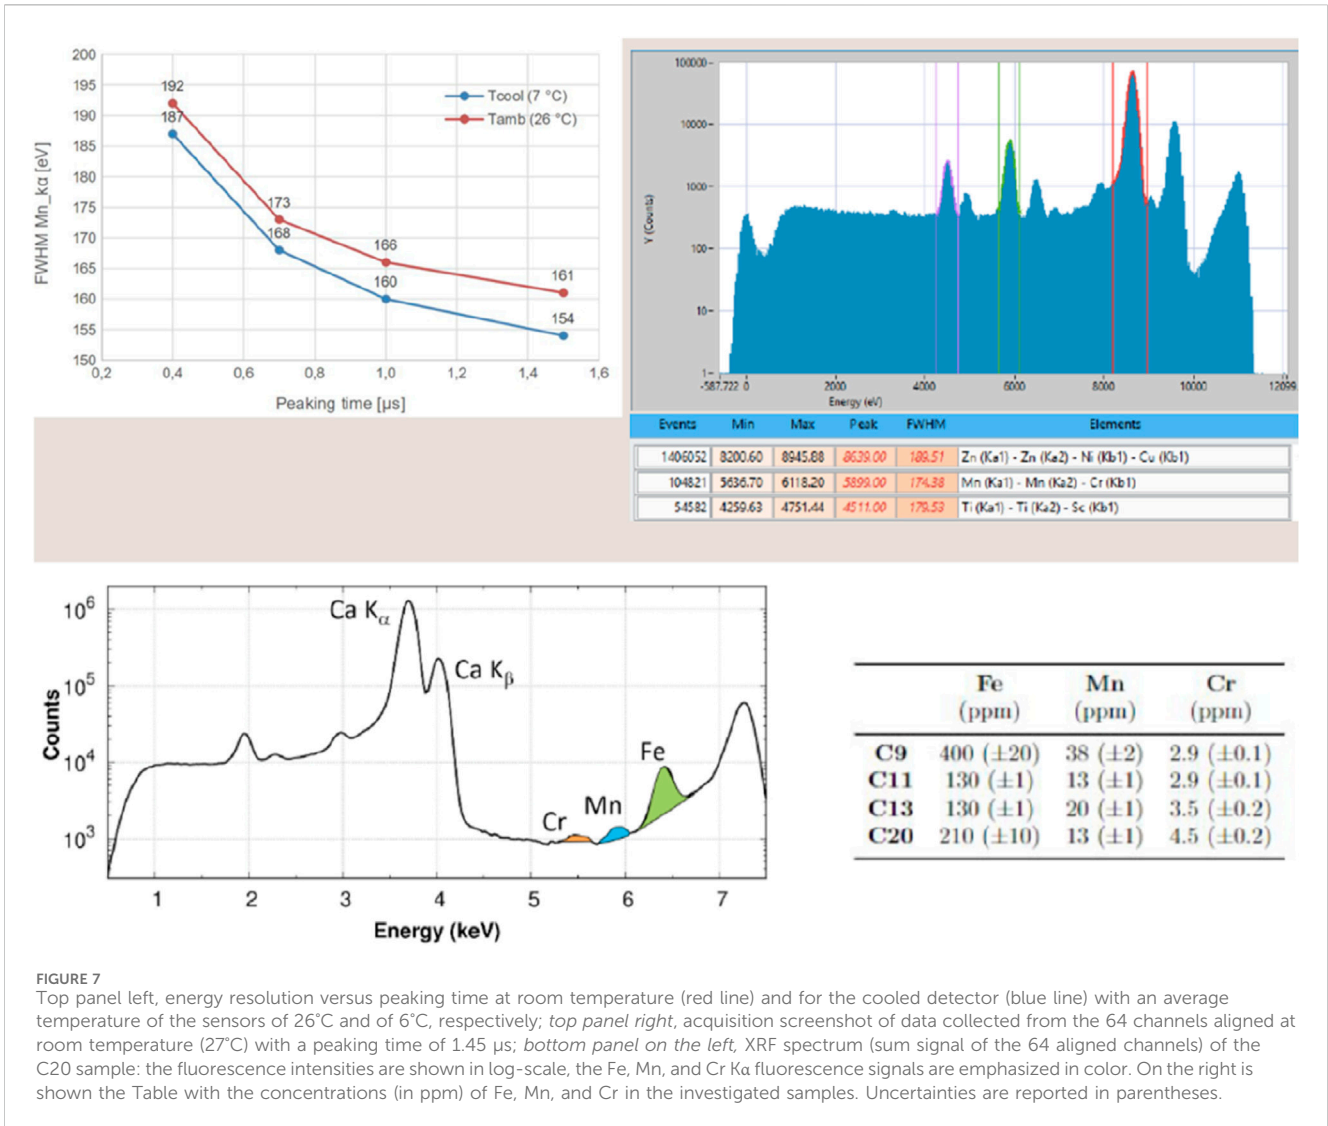 200
195
190
185
180
175
170
165
160
155
150
FWHM Mn_kα [eV]
192
187
173
168
166
160
161
154
Tcool (7 °C)
Tamb (26 °C)
0,2 0,4 0,6 0,8 1,0 1,2 1,4 1,6
Peaking time [µs]
100000
10000
1000
100
10
1
Y (Counts)
-587.722 0 2000 4000 6000 8000 10000 12099
Energy (eV)
Events Min Max Peak FWHM Elements
1406052 8200.60 8945.88 8639.00 189.51 Zn (Ka1) - Zn (Ka2) - Ni (Kb1) - Cu (Kb1)
104821 5636.70 6118.20 5899.00 174.38 Mn (Ka1) - Mn (Ka2) - Cr (Kb1)
54582 4259.63 4751.44 4511.00 179.53 Ti (Ka1) - Ti (Ka2) - Sc (Kb1)
10⁶
10⁵
10⁴
10³
Counts
Ca Kα
Ca Kβ
Cr
Mn
Fe
1 2 3 4 5 6 7
Energy (keV)
Fe Mn Cr
(ppm) (ppm) (ppm)
C9 400 (±20) 38 (±2) 2.9 (±0.1)
C11 130 (±1) 13 (±1) 2.9 (±0.1)
C13 130 (±1) 20 (±1) 3.5 (±0.2)
C20 210 (±10) 13 (±1) 4.5 (±0.2)
FIGURE 7
Top panel left, energy resolution versus peaking time at room temperature (red line) and for the cooled detector (blue line) with an average
temperature of the sensors of 26°C and of 6°C, respectively; top panel right, acquisition screenshot of data collected from the 64 channels aligned at
room temperature (27°C) with a peaking time of 1.45 µs; bottom panel on the left, XRF spectrum (sum signal of the 64 aligned channels) of the
C20 sample: the fluorescence intensities are shown in log-scale, the Fe, Mn, and Cr Kα fluorescence signals are emphasized in color. On the right is
shown the Table with the concentrations (in ppm) of Fe, Mn, and Cr in the investigated samples. Uncertainties are reported in parentheses.